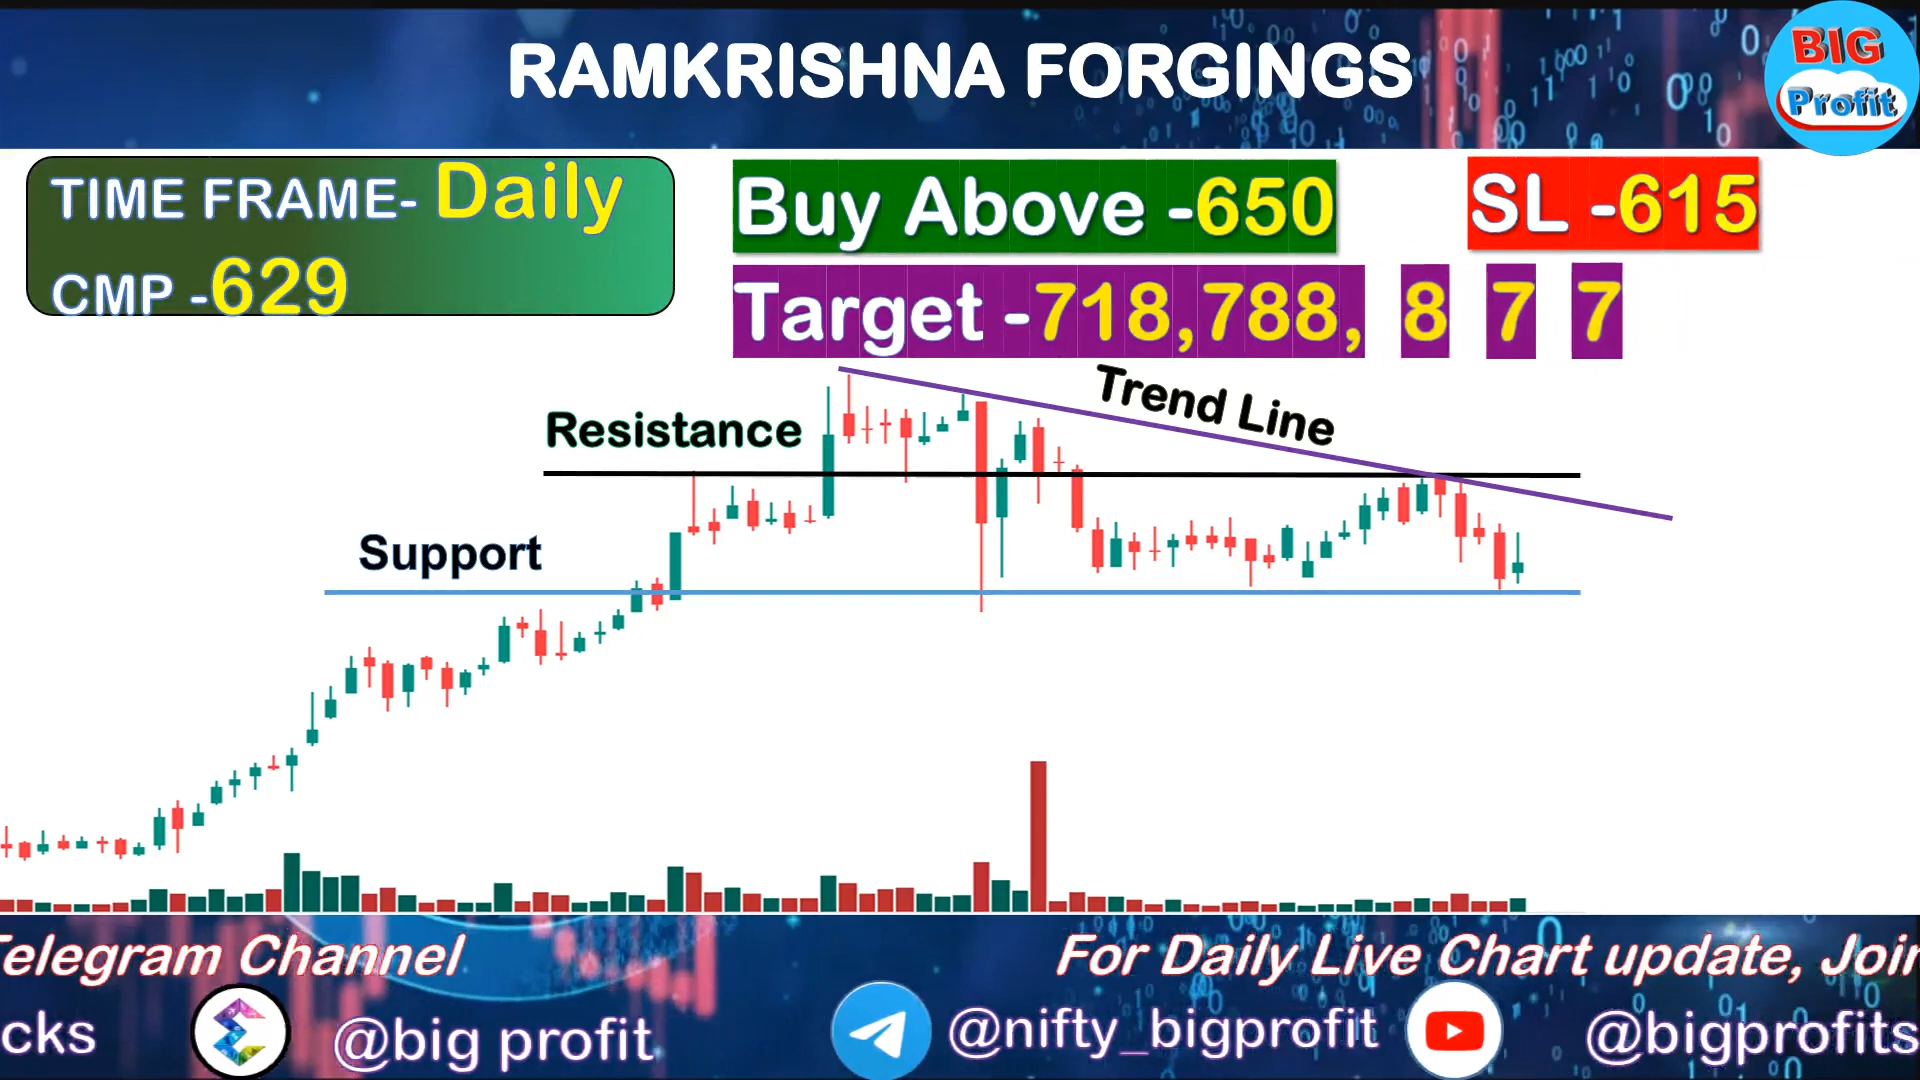 RAMKRISHNA FORGINGS
BIG
Profit
TIME FRAME- Daily
CMP -629
Buy Above -650
SL -615
Target -718,788, 8 7 7
Trend Line
Resistance
Support
Telegram Channel
For Daily Live Chart update, Join
cks
@big profit
@nifty_bigprofit
@bigprofits